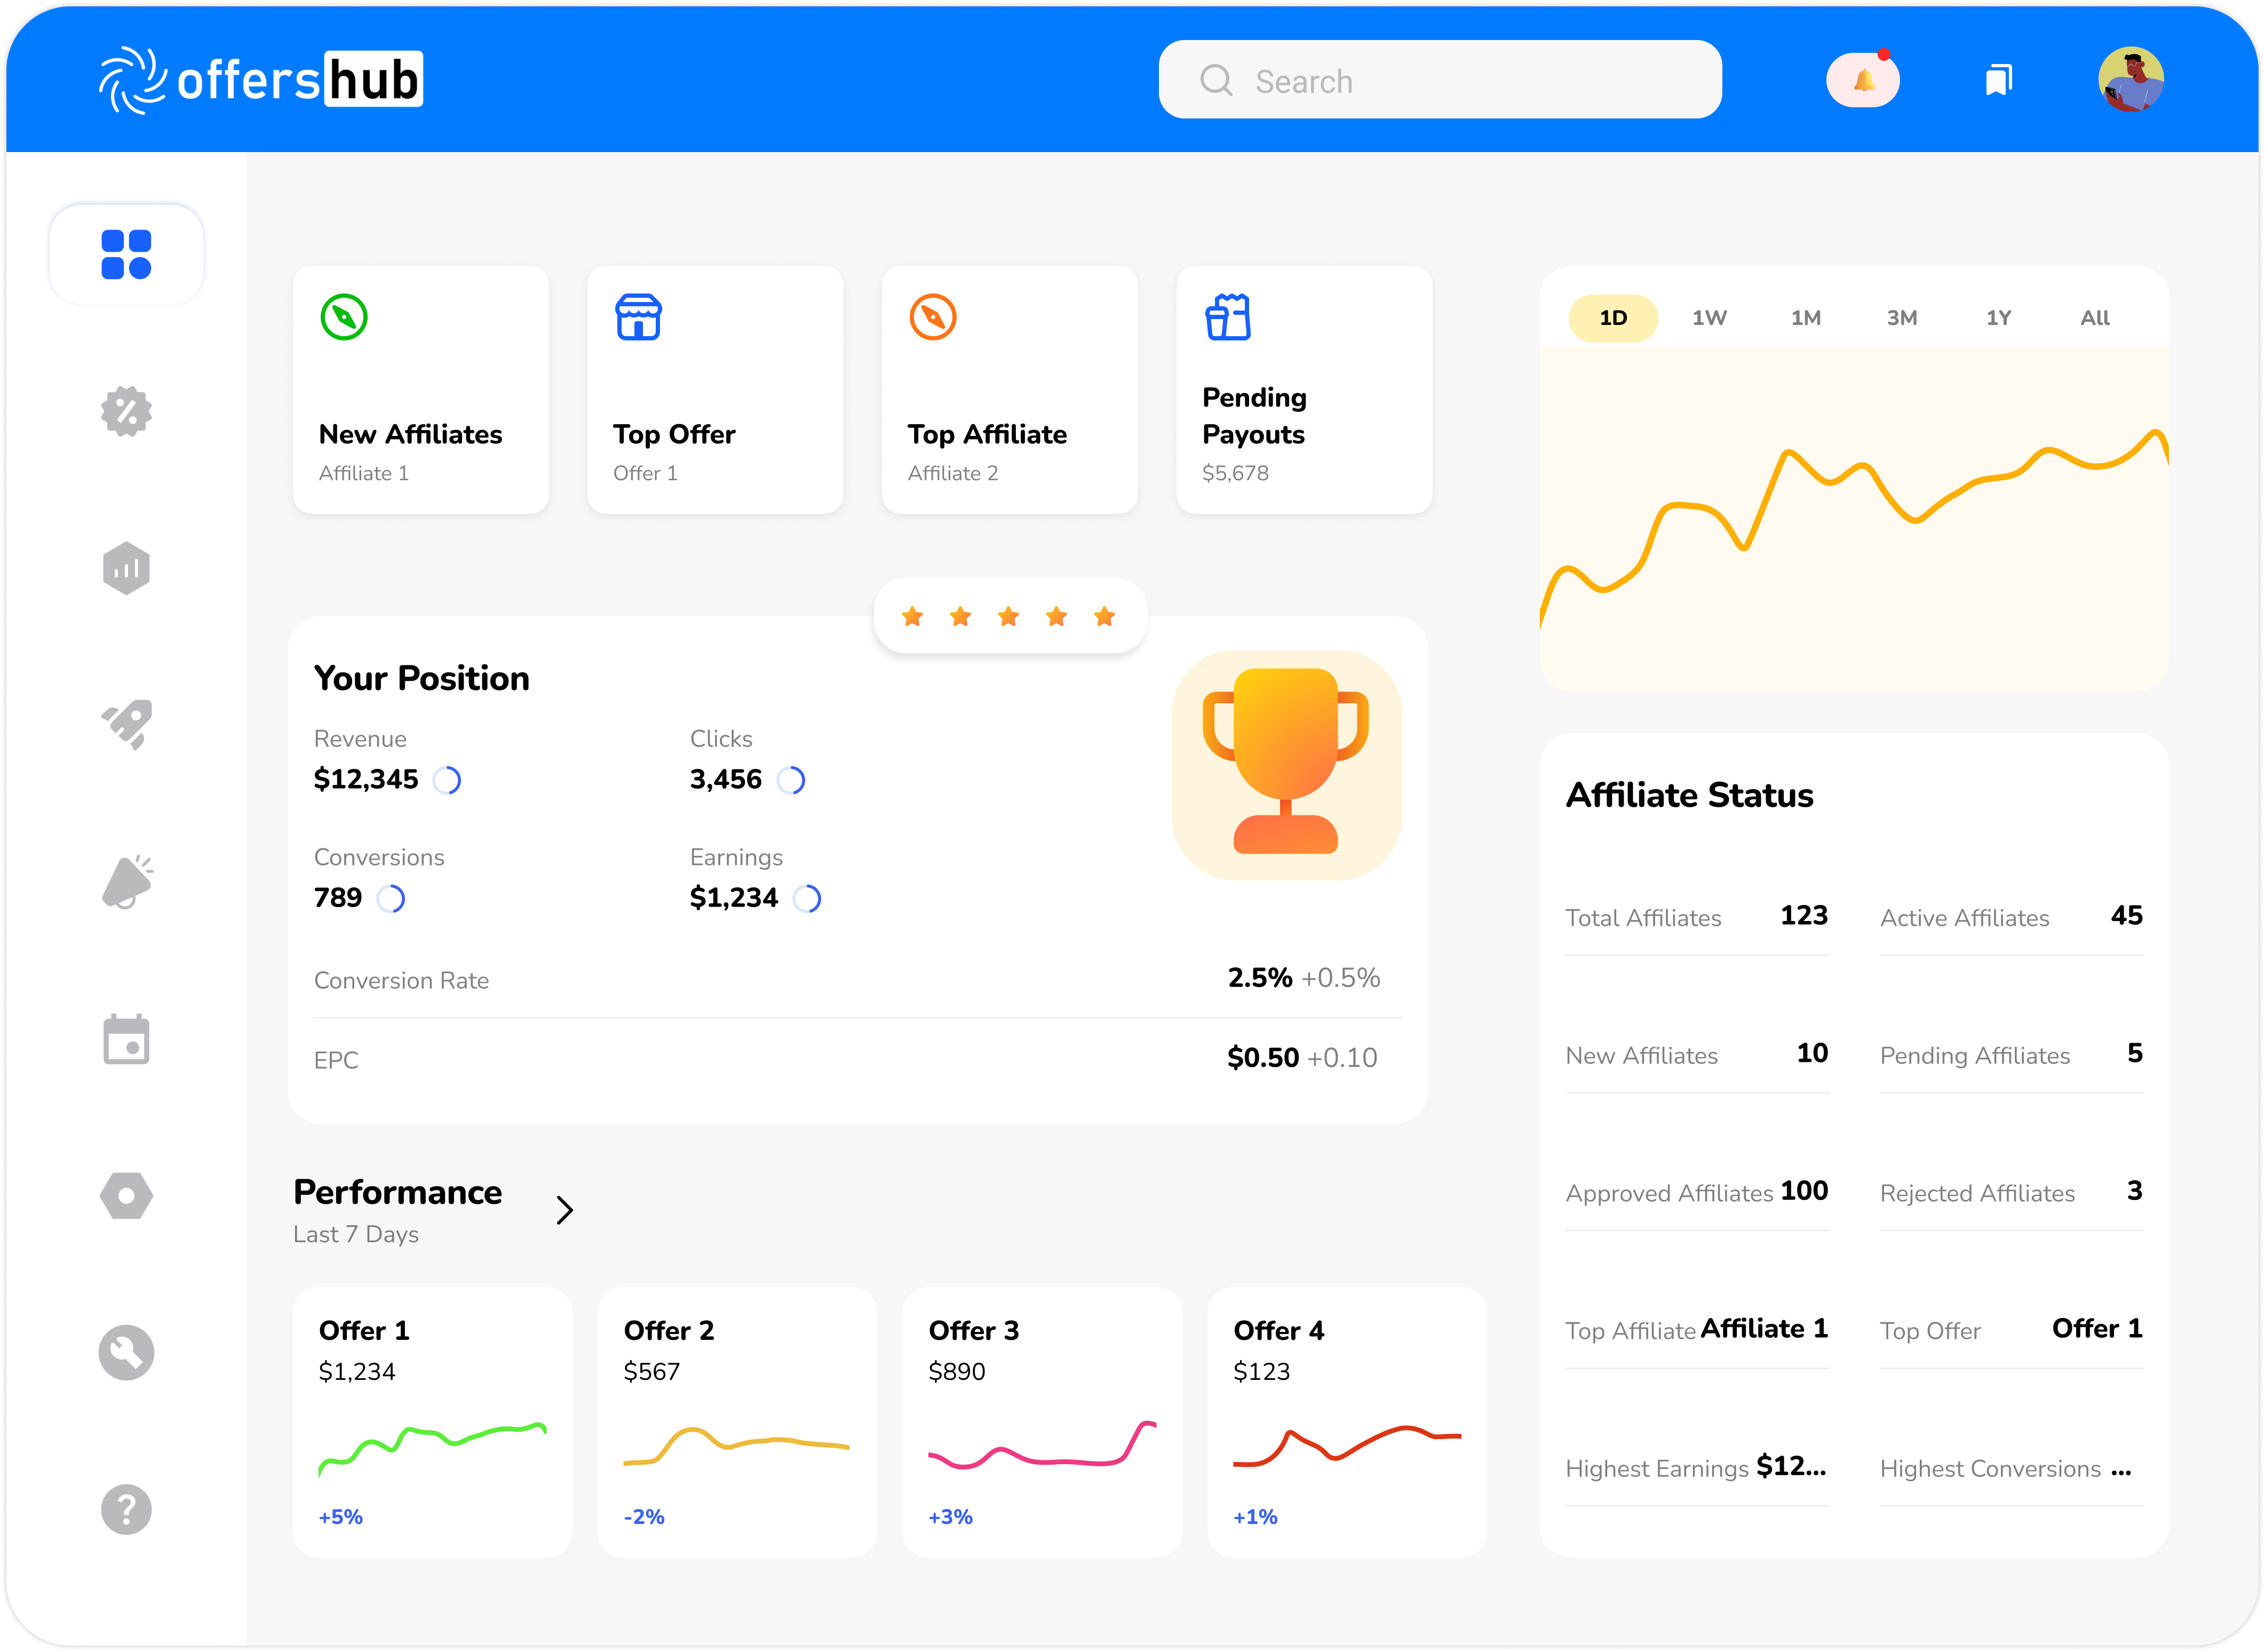 offershub
Search
New Affiliates
Affiliate 1
Top Offer
Offer 1
Top Affiliate
Affiliate 2
Pending
Payouts
$5,678
1D 1W 1M 3M 1Y All
Your Position
Revenue
$12,345
Clicks
3,456
Conversions
789
Earnings
$1,234
Conversion Rate 2.5% +0.5%
EPC $0.50 +0.10
Affiliate Status
Total Affiliates 123
Active Affiliates 45
New Affiliates 10
Pending Affiliates 5
Approved Affiliates 100
Rejected Affiliates 3
Top Affiliate Affiliate 1
Top Offer Offer 1
Highest Earnings $12...
Highest Conversions ...
Performance
Last 7 Days
Offer 1
$1,234
+5%
Offer 2
$567
-2%
Offer 3
$890
+3%
Offer 4
$123
+1%